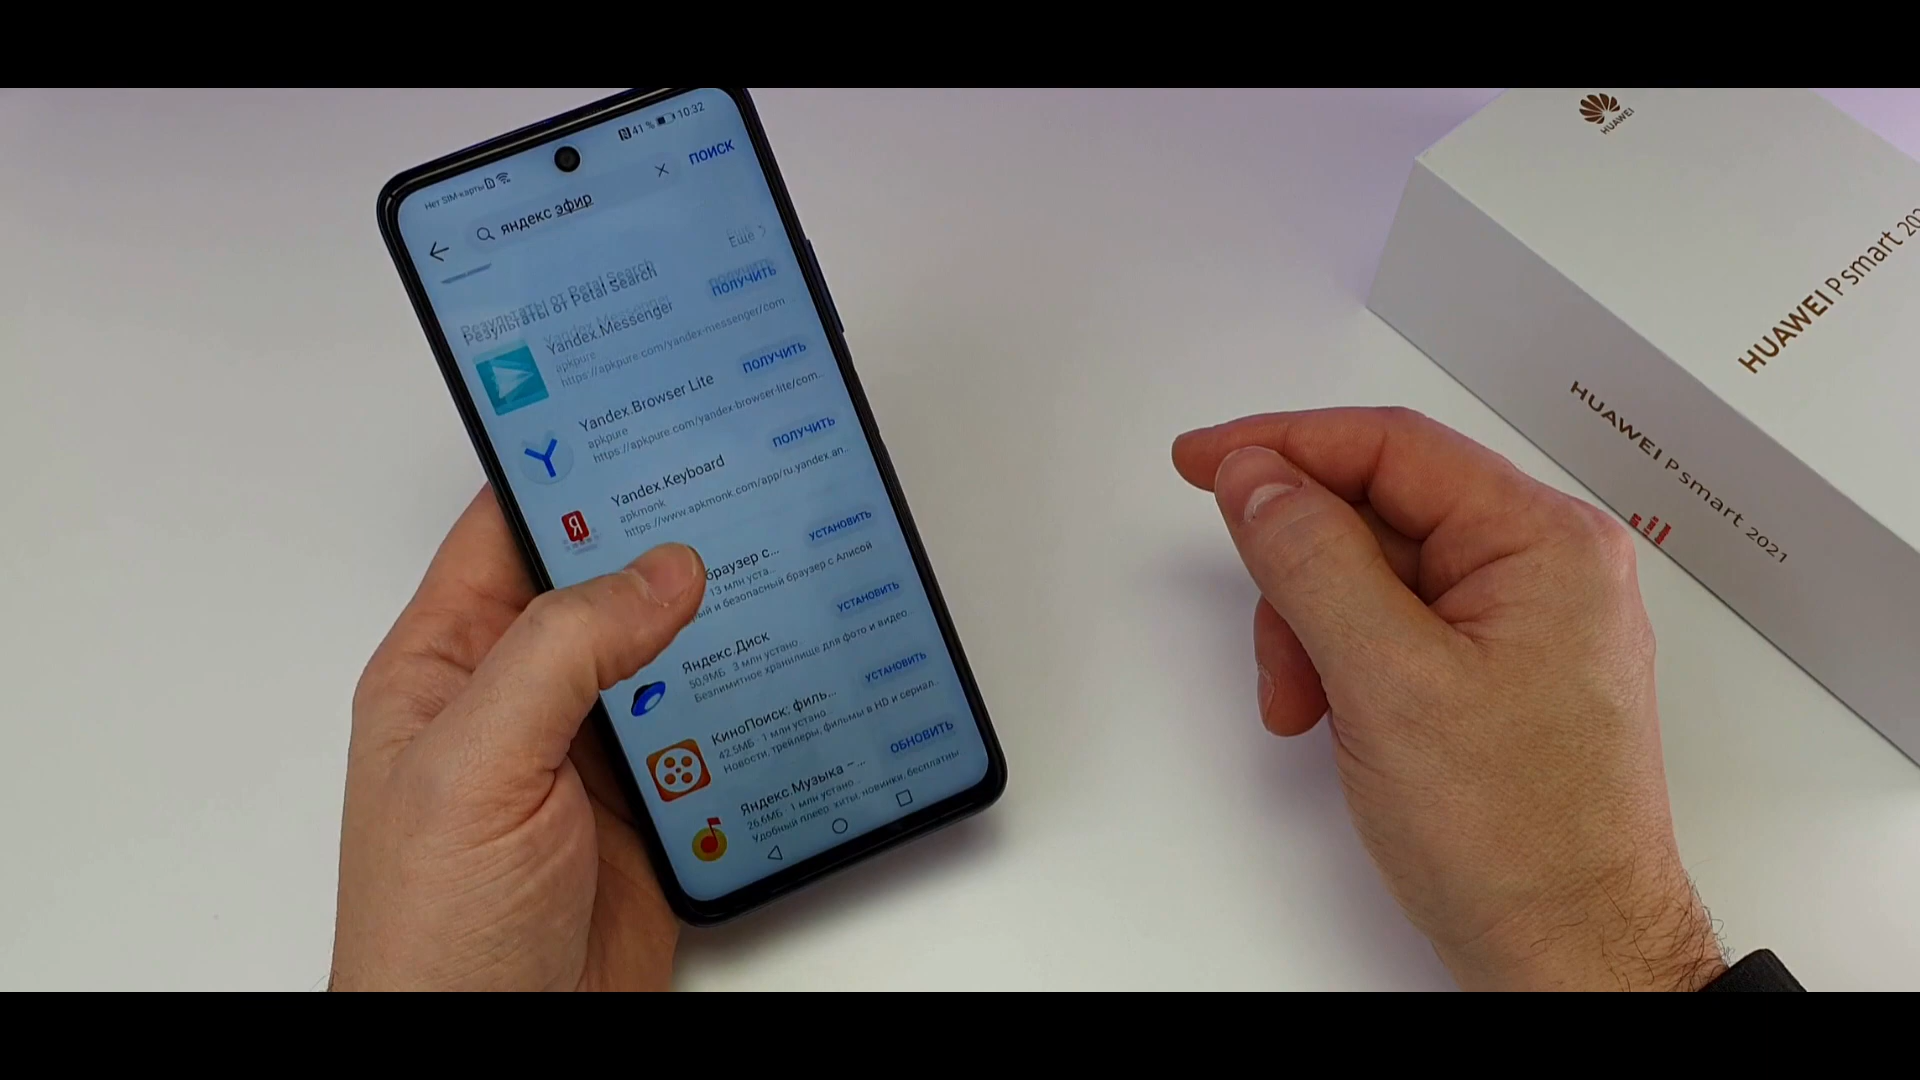 Нет SIM-карты
41 % 10:32
яндекс эфир
ПОИСК
Ещё
Результаты от Petal Search
Yandex.Messenger
ПОЛУЧИТЬ
apkpure
https://apkpure.com/yandex-messenger/com
Yandex.Browser Lite
ПОЛУЧИТЬ
apkpure
https://apkpure.com/yandex-browser-lite/com...
Yandex.Keyboard
ПОЛУЧИТЬ
apkmonk
https://www.apkmonk.com/app/ru.yandex.an...
браузер с...
УСТАНОВИТЬ
13 млн уста...
ный и безопасный браузер с Алисой
Яндекс.Диск
УСТАНОВИТЬ
50,9МБ · 3 млн устано...
Безлимитное хранилище для фото и видео
КиноПоиск: филь...
УСТАНОВИТЬ
42,5МБ · 1 млн устано...
Новости, трейлеры, фильмы в HD и сериал...
Яндекс.Музыка –...
ОБНОВИТЬ
26,6МБ · 1 млн устано...
Удобный плеер: хиты, новинки, бесплатны
HUAWEI
HUAWEI P smart 202
HUAWEI P smart 2021